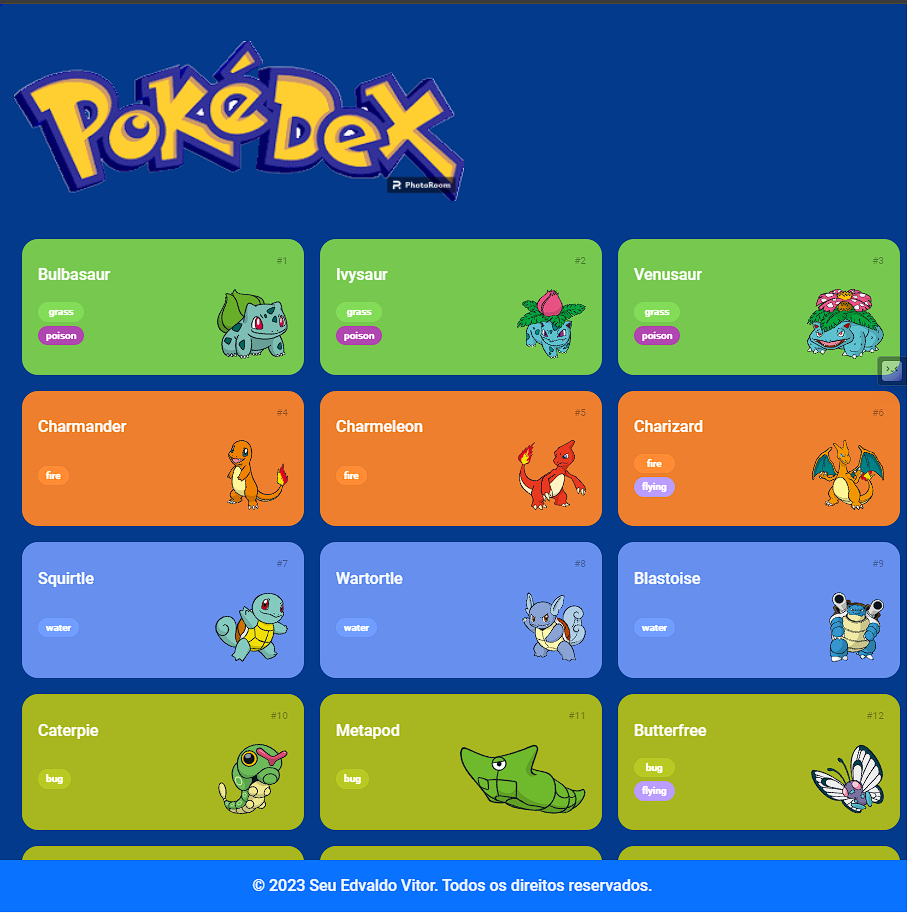 PoKéDex
PhotoRoom
#1
Bulbasaur
grass
poison
#2
Ivysaur
grass
poison
#3
Venusaur
grass
poison
#4
Charmander
fire
#5
Charmeleon
fire
#6
Charizard
fire
flying
#7
Squirtle
water
#8
Wartortle
water
#9
Blastoise
water
#10
Caterpie
bug
#11
Metapod
bug
#12
Butterfree
bug
flying
© 2023 Seu Edvaldo Vitor. Todos os direitos reservados.